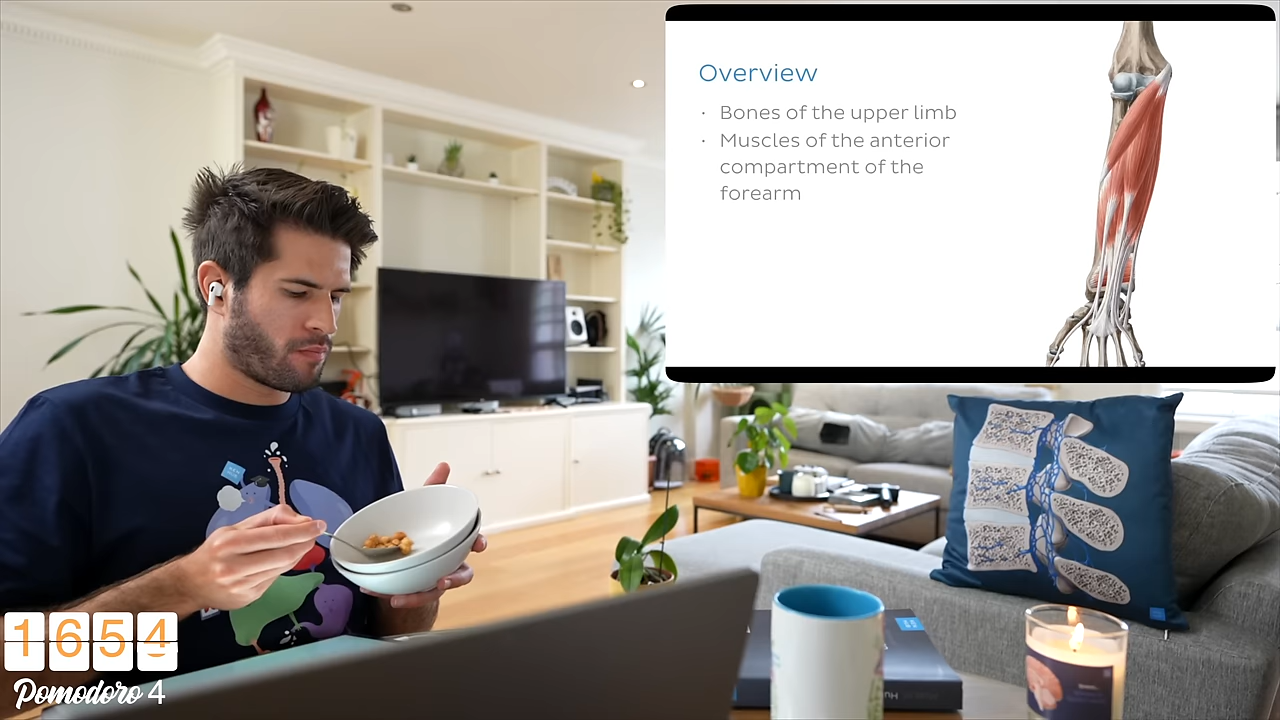 Overview
· Bones of the upper limb
· Muscles of the anterior
compartment of the
forearm
1654
Pomodoro 4